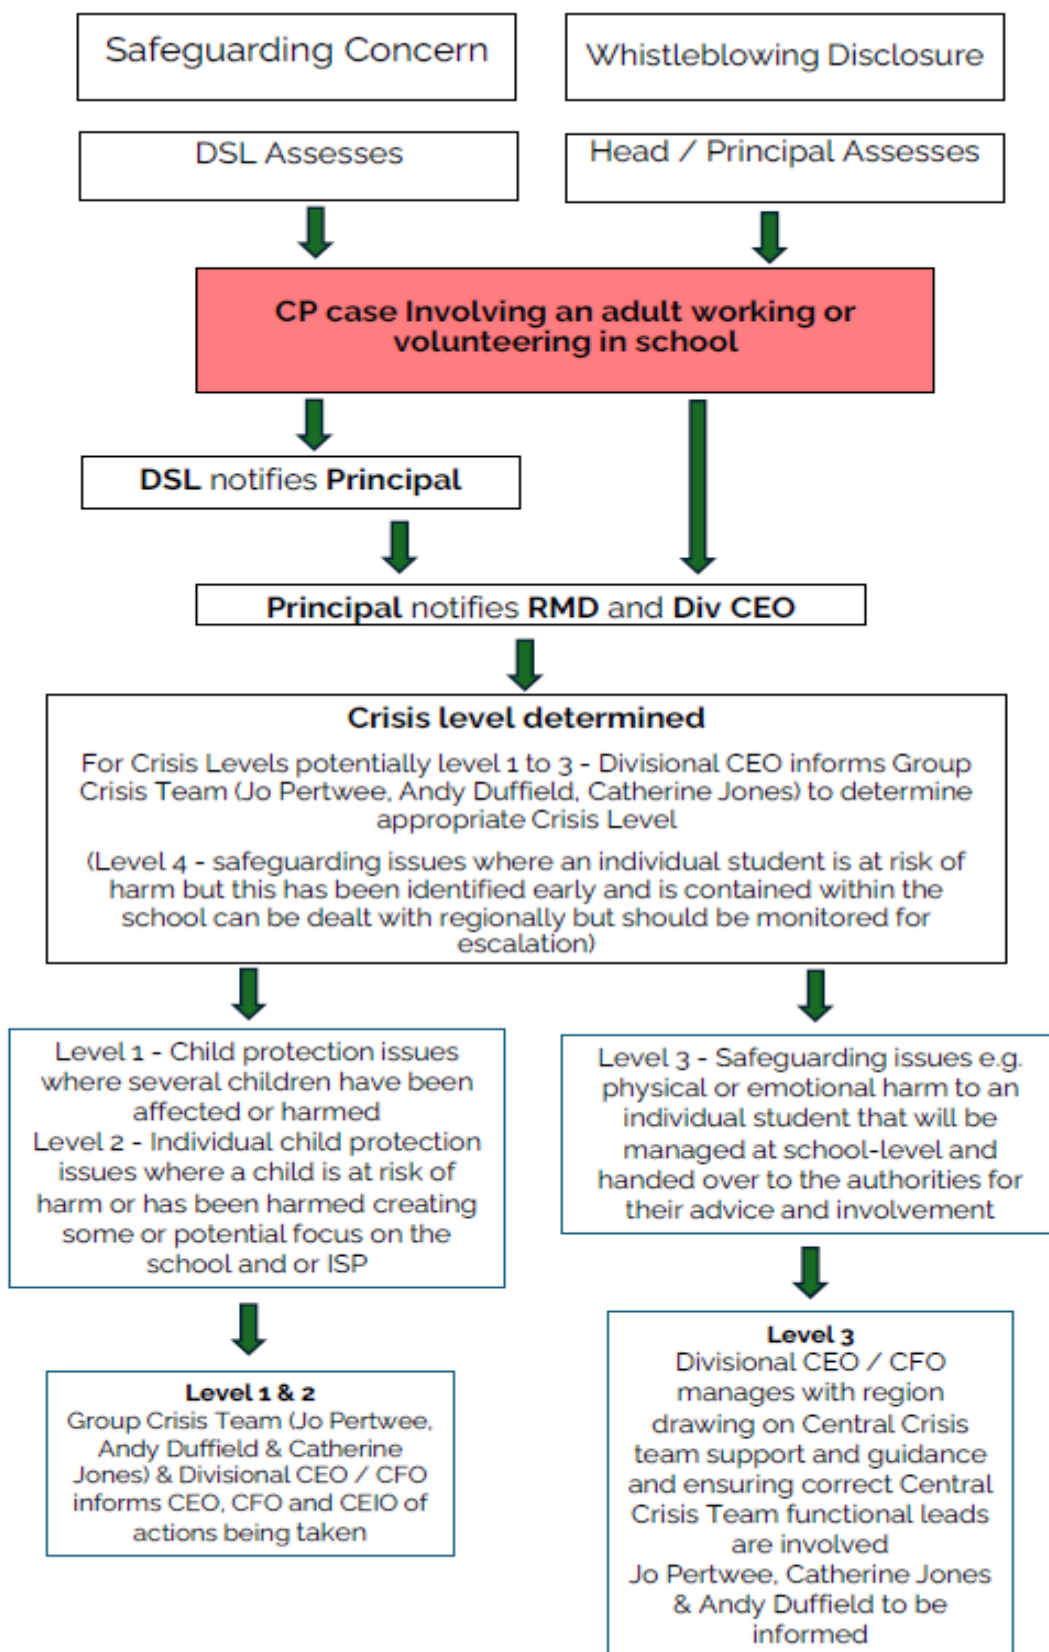 Safeguarding Concern
Whistleblowing Disclosure
DSL Assesses
Head / Principal Assesses
CP case Involving an adult working or
volunteering in school
DSL notifies Principal
Principal notifies RMD and Div CEO
Crisis level determined
For Crisis Levels potentially level 1 to 3 - Divisional CEO informs Group
Crisis Team (Jo Pertwee, Andy Duffield, Catherine Jones) to determine
appropriate Crisis Level
(Level 4 - safeguarding issues where an individual student is at risk of
harm but this has been identified early and is contained within the
school can be dealt with regionally but should be monitored for
escalation)
Level 1 - Child protection issues
where several children have been
affected or harmed
Level 2 - Individual child protection
issues where a child is at risk of
harm or has been harmed creating
some or potential focus on the
school and or ISP
Level 3 - Safeguarding issues e.g.
physical or emotional harm to an
individual student that will be
managed at school-level and
handed over to the authorities for
their advice and involvement
Level 1 & 2
Group Crisis Team (Jo Pertwee,
Andy Duffield & Catherine
Jones) & Divisional CEO / CFO
informs CEO, CFO and CEIO of
actions being taken
Level 3
Divisional CEO / CFO
manages with region
drawing on Central Crisis
team support and guidance
and ensuring correct Central
Crisis Team functional leads
are involved
Jo Pertwee, Catherine Jones
& Andy Duffield to be
informed